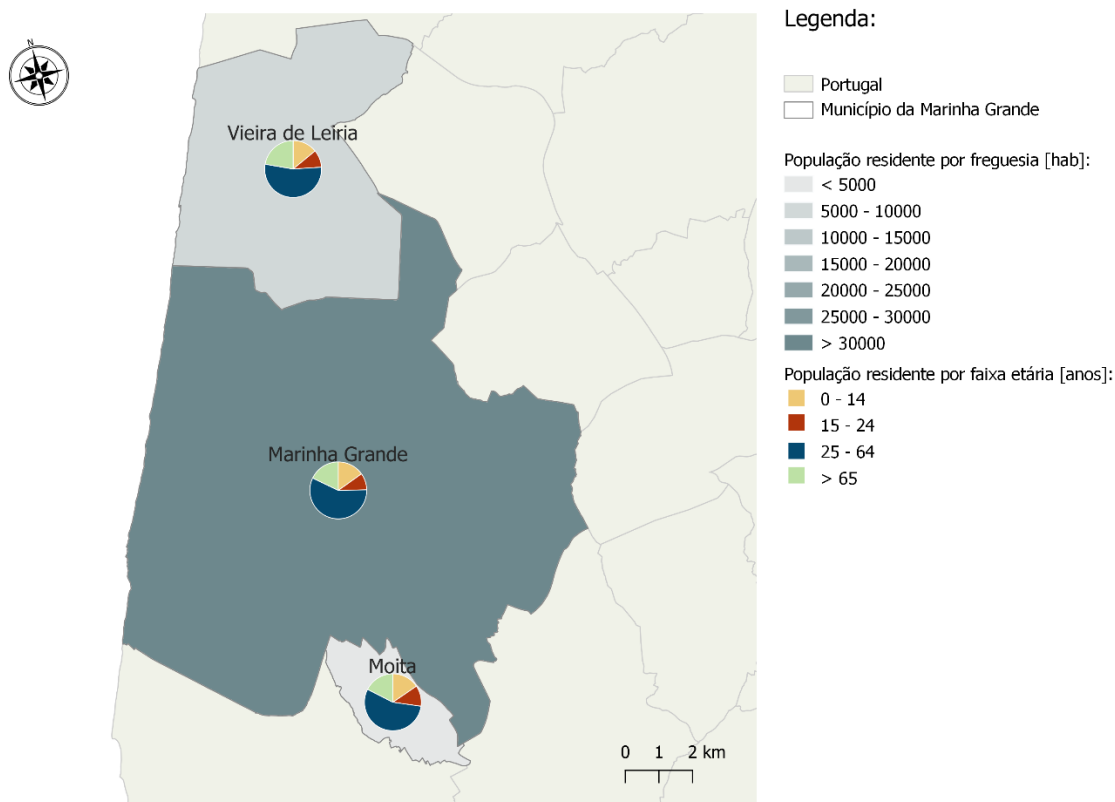 Legenda:
N
Portugal
Município da Marinha Grande
População residente por freguesia [hab]:
< 5000
5000 - 10000
10000 - 15000
15000 - 20000
20000 - 25000
25000 - 30000
> 30000
População residente por faixa etária [anos]:
0 - 14
15 - 24
25 - 64
> 65
Vieira de Leiria
Marinha Grande
Moita
0 1 2 km